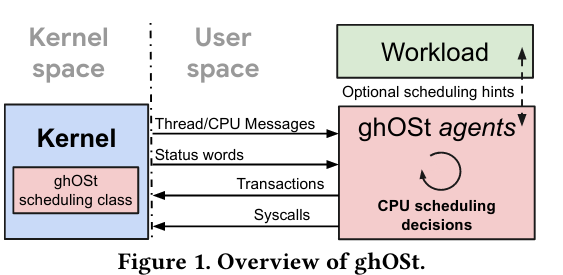 Kernel
space
User
space
Workload
Optional scheduling hints
Kernel
ghOSt
scheduling class
Thread/CPU Messages
Status words
Transactions
Syscalls
ghOSt agents
CPU scheduling
decisions
Figure 1. Overview of ghOSt.